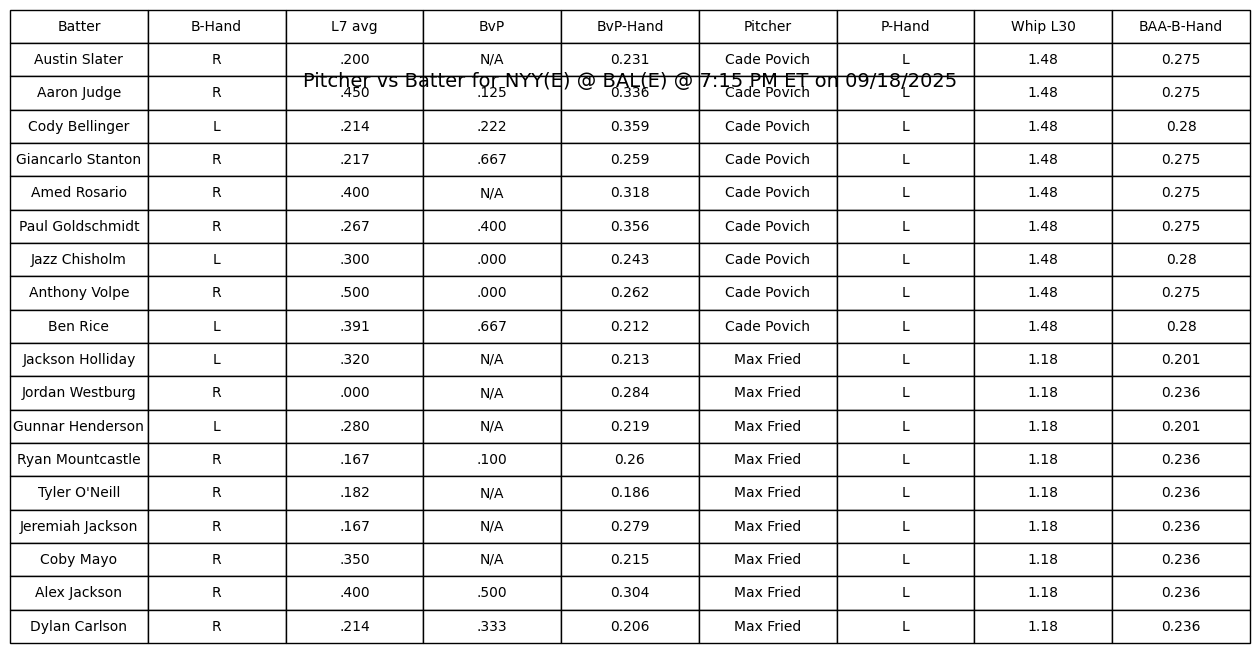 Batter B-Hand L7 avg BvP BvP-Hand Pitcher P-Hand Whip L30 BAA-B-Hand
Austin Slater R .200 N/A 0.231 Cade Povich L 1.48 0.275
Pitcher vs Batter for NYY(E) @ BAL(E) @ 7:15 PM ET on 09/18/2025
Aaron Judge R .450 .125 0.336 Cade Povich L 1.48 0.275
Cody Bellinger L .214 .222 0.359 Cade Povich L 1.48 0.28
Giancarlo Stanton R .217 .667 0.259 Cade Povich L 1.48 0.275
Amed Rosario R .400 N/A 0.318 Cade Povich L 1.48 0.275
Paul Goldschmidt R .267 .400 0.356 Cade Povich L 1.48 0.275
Jazz Chisholm L .300 .000 0.243 Cade Povich L 1.48 0.28
Anthony Volpe R .500 .000 0.262 Cade Povich L 1.48 0.275
Ben Rice L .391 .667 0.212 Cade Povich L 1.48 0.28
Jackson Holliday L .320 N/A 0.213 Max Fried L 1.18 0.201
Jordan Westburg R .000 N/A 0.284 Max Fried L 1.18 0.236
Gunnar Henderson L .280 N/A 0.219 Max Fried L 1.18 0.201
Ryan Mountcastle R .167 .100 0.26 Max Fried L 1.18 0.236
Tyler O'Neill R .182 N/A 0.186 Max Fried L 1.18 0.236
Jeremiah Jackson R .167 N/A 0.279 Max Fried L 1.18 0.236
Coby Mayo R .350 N/A 0.215 Max Fried L 1.18 0.236
Alex Jackson R .400 .500 0.304 Max Fried L 1.18 0.236
Dylan Carlson R .214 .333 0.206 Max Fried L 1.18 0.236